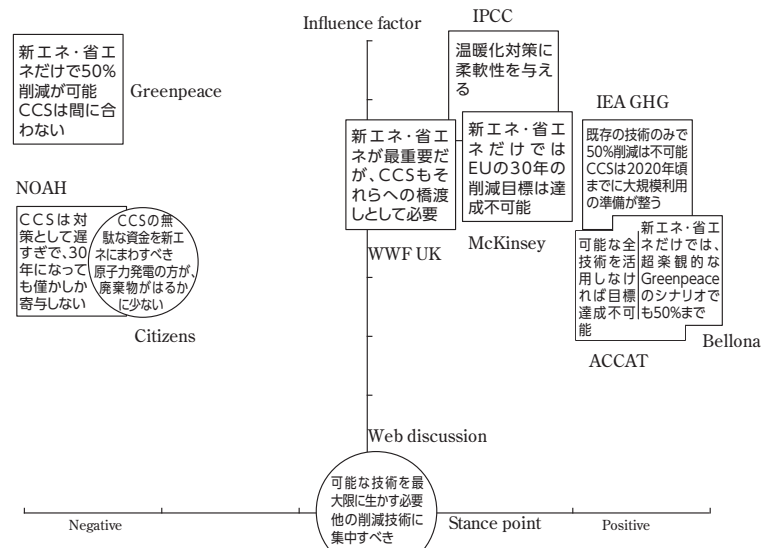 Influence factor
IPCC
温暖化対策に
柔軟性を与え
る
新エネ・省エ
ネだけで50%
削減が可能
CCSは間に合
わない
Greenpeace
IEA GHG
新エネ・省エ
ネが最重要だ
が、CCSもそ
れらへの橋渡
しとして必要
WWF UK
新エネ・省エ
ネだけでは
EUの30年の
削減目標は達
成不可能
McKinsey
既存の技術のみで
50%削減は不可能
CCSは2020年頃
までに大規模利用
の準備が整う
NOAH
CCSは対
策として遅
すぎで、30
年になって
も僅かしか
寄与しない
CCSの無
駄な資金を新エ
ネにまわすべき
原子力発電の方が、
廃棄物がはるか
に少ない
Citizens
可能な全
技術を活
用しなけ
れば目標
達成不可
能
ACCAT
新エネ・省エ
ネだけでは、
超楽観的な
Greenpeace
のシナリオで
も50%まで
Bellona
Web discussion
可能な技術を最
大限に生かす必要
他の削減技術に
集中すべき
Negative
Stance point
Positive